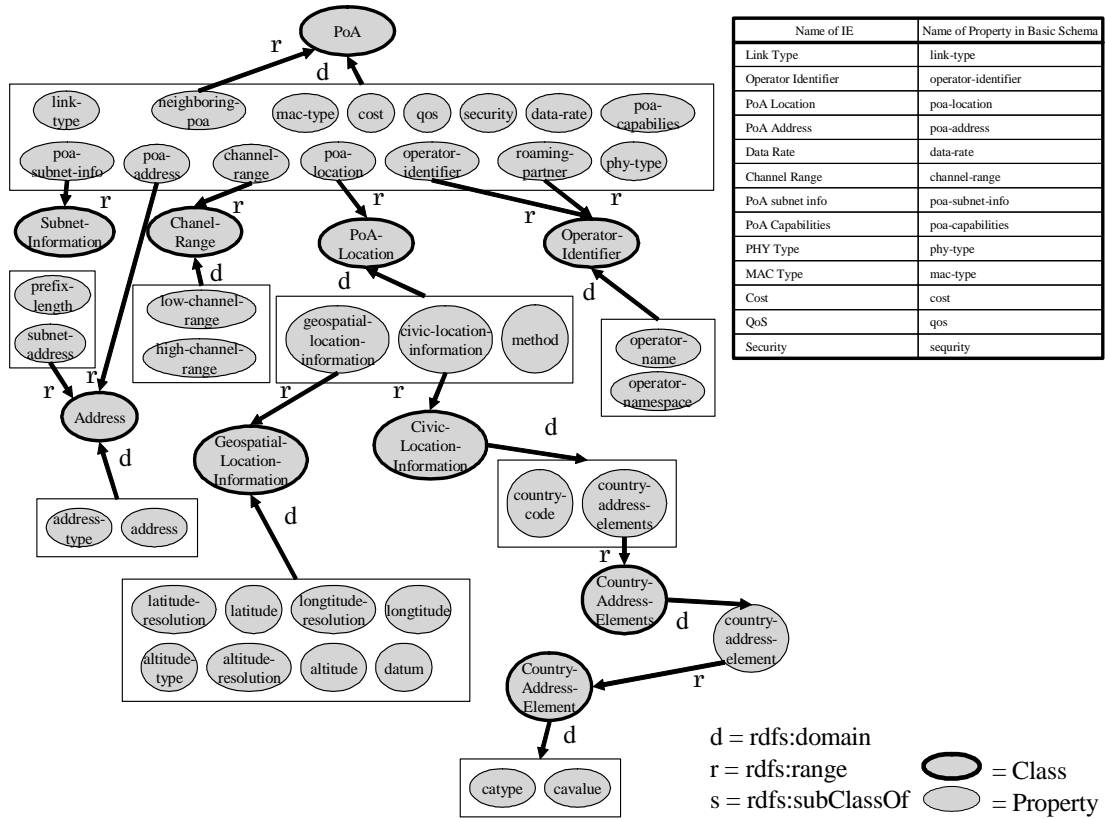 PoA
r
d
link-
type
neighboring-
poa
mac-type
cost
qos
security
data-rate
poa-
capabilies
poa-
subnet-info
poa-
address
channel-
range
poa-
location
operator-
identifier
roaming-
partner
phy-type
r
r
r
r
r
Subnet-
Information
Chanel-
Range
PoA-
Location
Operator-
Identifier
d
d
d
prefix-
length
subnet-
address
low-channel-
range
high-channel-
range
geospatial-
location-
information
civic-location-
information
method
operator-
name
operator-
namespace
r
r
r
r
Address
Geospatial-
Location-
Information
Civic-
Location-
Information
d
d
d
country-
code
country-
address-
elements
address-
type
address
r
latitude-
resolution
latitude
longtitude-
resolution
longtitude
altitude-
type
altitude-
resolution
altitude
datum
Country-
Address-
Elements
d
country-
address-
element
r
Country-
Address-
Element
d
catype
cavalue
Name of IE
Name of Property in Basic Schema
Link Type
link-type
Operator Identifier
operator-identifier
PoA Location
poa-location
PoA Address
poa-address
Data Rate
data-rate
Channel Range
channel-range
PoA subnet info
poa-subnet-info
PoA Capabilities
poa-capabilities
PHY Type
phy-type
MAC Type
mac-type
Cost
cost
QoS
qos
Security
sequrity
d = rdfs:domain
r = rdfs:range
s = rdfs:subClassOf
= Class
= Property